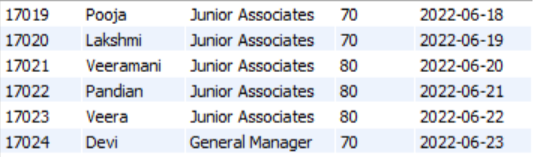 17019 Pooja Junior Associates 70 2022-06-18
17020 Lakshmi Junior Associates 70 2022-06-19
17021 Veeramani Junior Associates 80 2022-06-20
17022 Pandian Junior Associates 80 2022-06-21
17023 Veera Junior Associates 80 2022-06-22
17024 Devi General Manager 70 2022-06-23